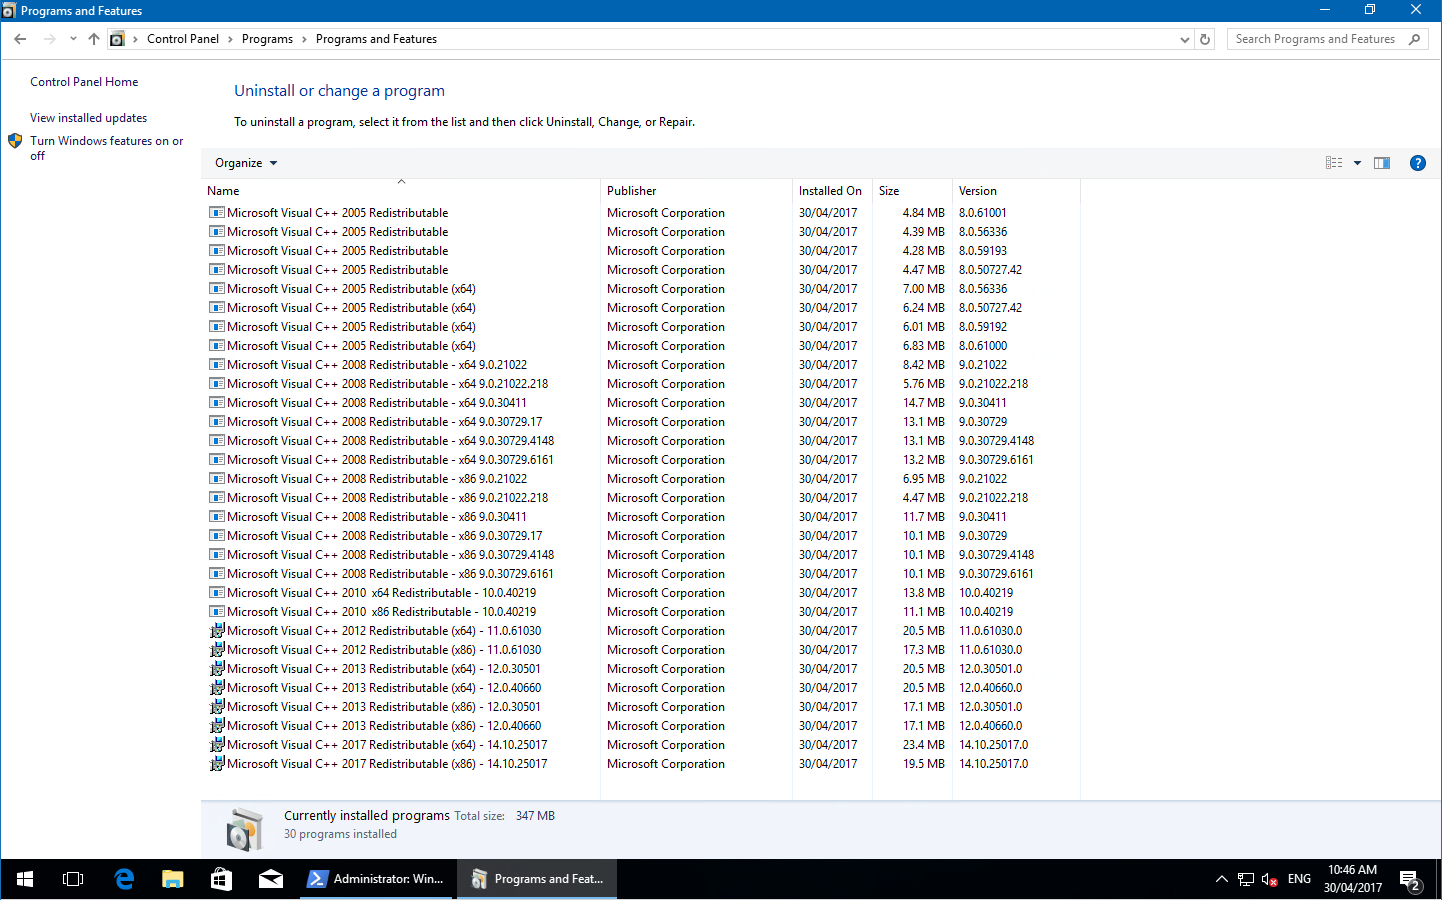 Programs and Features
Control Panel > Programs > Programs and Features
Search Programs and Features
Control Panel Home
View installed updates
Turn Windows features on or
off
Uninstall or change a program
To uninstall a program, select it from the list and then click Uninstall, Change, or Repair.
Organize
Name Publisher Installed On Size Version
Microsoft Visual C++ 2005 Redistributable Microsoft Corporation 30/04/2017 4.84 MB 8.0.61001
Microsoft Visual C++ 2005 Redistributable Microsoft Corporation 30/04/2017 4.39 MB 8.0.56336
Microsoft Visual C++ 2005 Redistributable Microsoft Corporation 30/04/2017 4.28 MB 8.0.59193
Microsoft Visual C++ 2005 Redistributable Microsoft Corporation 30/04/2017 4.47 MB 8.0.50727.42
Microsoft Visual C++ 2005 Redistributable (x64) Microsoft Corporation 30/04/2017 7.00 MB 8.0.56336
Microsoft Visual C++ 2005 Redistributable (x64) Microsoft Corporation 30/04/2017 6.24 MB 8.0.50727.42
Microsoft Visual C++ 2005 Redistributable (x64) Microsoft Corporation 30/04/2017 6.01 MB 8.0.59192
Microsoft Visual C++ 2005 Redistributable (x64) Microsoft Corporation 30/04/2017 6.83 MB 8.0.61000
Microsoft Visual C++ 2008 Redistributable - x64 9.0.21022 Microsoft Corporation 30/04/2017 8.42 MB 9.0.21022
Microsoft Visual C++ 2008 Redistributable - x64 9.0.21022.218 Microsoft Corporation 30/04/2017 5.76 MB 9.0.21022.218
Microsoft Visual C++ 2008 Redistributable - x64 9.0.30411 Microsoft Corporation 30/04/2017 14.7 MB 9.0.30411
Microsoft Visual C++ 2008 Redistributable - x64 9.0.30729.17 Microsoft Corporation 30/04/2017 13.1 MB 9.0.30729
Microsoft Visual C++ 2008 Redistributable - x64 9.0.30729.4148 Microsoft Corporation 30/04/2017 13.1 MB 9.0.30729.4148
Microsoft Visual C++ 2008 Redistributable - x64 9.0.30729.6161 Microsoft Corporation 30/04/2017 13.2 MB 9.0.30729.6161
Microsoft Visual C++ 2008 Redistributable - x86 9.0.21022 Microsoft Corporation 30/04/2017 6.95 MB 9.0.21022
Microsoft Visual C++ 2008 Redistributable - x86 9.0.21022.218 Microsoft Corporation 30/04/2017 4.47 MB 9.0.21022.218
Microsoft Visual C++ 2008 Redistributable - x86 9.0.30411 Microsoft Corporation 30/04/2017 11.7 MB 9.0.30411
Microsoft Visual C++ 2008 Redistributable - x86 9.0.30729.17 Microsoft Corporation 30/04/2017 10.1 MB 9.0.30729
Microsoft Visual C++ 2008 Redistributable - x86 9.0.30729.4148 Microsoft Corporation 30/04/2017 10.1 MB 9.0.30729.4148
Microsoft Visual C++ 2008 Redistributable - x86 9.0.30729.6161 Microsoft Corporation 30/04/2017 10.1 MB 9.0.30729.6161
Microsoft Visual C++ 2010  x64 Redistributable - 10.0.40219 Microsoft Corporation 30/04/2017 13.8 MB 10.0.40219
Microsoft Visual C++ 2010  x86 Redistributable - 10.0.40219 Microsoft Corporation 30/04/2017 11.1 MB 10.0.40219
Microsoft Visual C++ 2012 Redistributable (x64) - 11.0.61030 Microsoft Corporation 30/04/2017 20.5 MB 11.0.61030.0
Microsoft Visual C++ 2012 Redistributable (x86) - 11.0.61030 Microsoft Corporation 30/04/2017 17.3 MB 11.0.61030.0
Microsoft Visual C++ 2013 Redistributable (x64) - 12.0.30501 Microsoft Corporation 30/04/2017 20.5 MB 12.0.30501.0
Microsoft Visual C++ 2013 Redistributable (x64) - 12.0.40660 Microsoft Corporation 30/04/2017 20.5 MB 12.0.40660.0
Microsoft Visual C++ 2013 Redistributable (x86) - 12.0.30501 Microsoft Corporation 30/04/2017 17.1 MB 12.0.30501.0
Microsoft Visual C++ 2013 Redistributable (x86) - 12.0.40660 Microsoft Corporation 30/04/2017 17.1 MB 12.0.40660.0
Microsoft Visual C++ 2017 Redistributable (x64) - 14.10.25017 Microsoft Corporation 30/04/2017 23.4 MB 14.10.25017.0
Microsoft Visual C++ 2017 Redistributable (x86) - 14.10.25017 Microsoft Corporation 30/04/2017 19.5 MB 14.10.25017.0
Currently installed programs Total size: 347 MB
30 programs installed
Administrator: Win...
Programs and Feat...
ENG
10:46 AM
30/04/2017
2